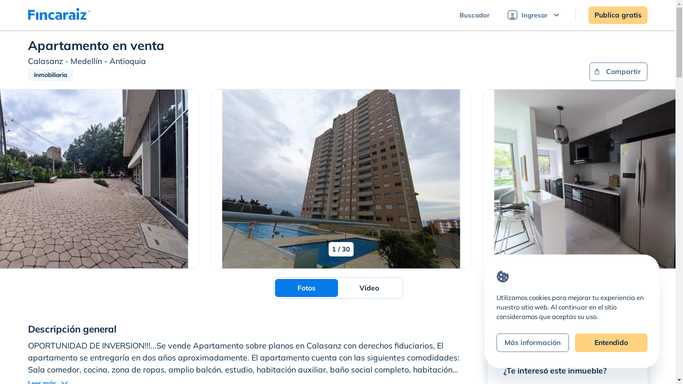 Fincaraiz
Buscador
Ingresar
Publica gratis
Apartamento en venta
Calasanz - Medellín - Antioquia
Inmobiliaria
Compartir
1 / 30
Fotos
Video
Descripción general
OPORTUNIDAD DE INVERSION!!!...Se vende Apartamento sobre planos en Calasanz con derechos fiduciarios, El
apartamento se entregaría en dos años aproximadamente. El apartamento cuenta con las siguientes comodidades:
Sala comedor, cocina, zona de ropas, amplio balcón, estudio, habitación auxiliar, baño social completo, habitación...
Leer más
Utilizamos cookies para mejorar tu experiencia en
nuestro sitio web. Al continuar en el sitio
consideramos que aceptas su uso.
Más información
Entendido
¿Te interesó este inmueble?